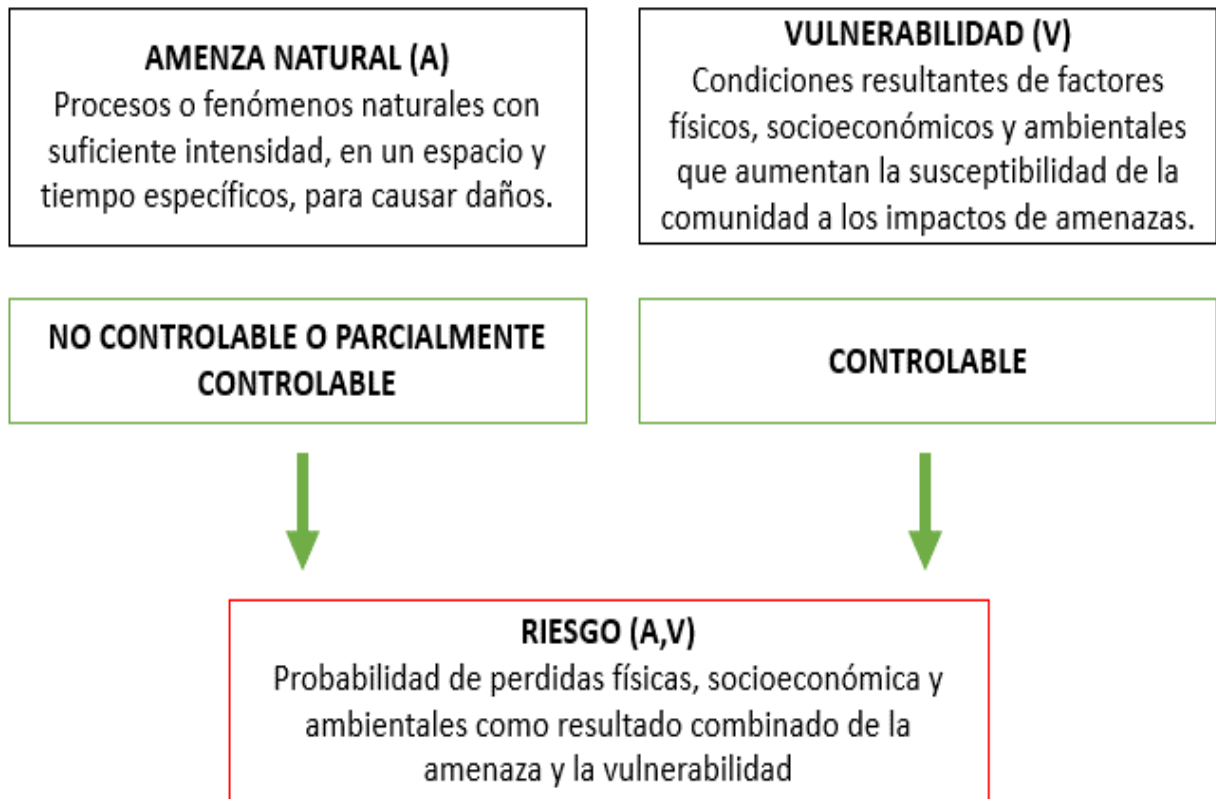 AMENZA NATURAL (A)
Procesos o fenómenos naturales con
suficiente intensidad, en un espacio y
tiempo específicos, para causar daños.
VULNERABILIDAD (V)
Condiciones resultantes de factores
físicos, socioeconómicos y ambientales
que aumentan la susceptibilidad de la
comunidad a los impactos de amenazas.
NO CONTROLABLE O PARCIALMENTE
CONTROLABLE
CONTROLABLE
RIESGO (A,V)
Probabilidad de perdidas físicas, socioeconómica y
ambientales como resultado combinado de la
amenaza y la vulnerabilidad